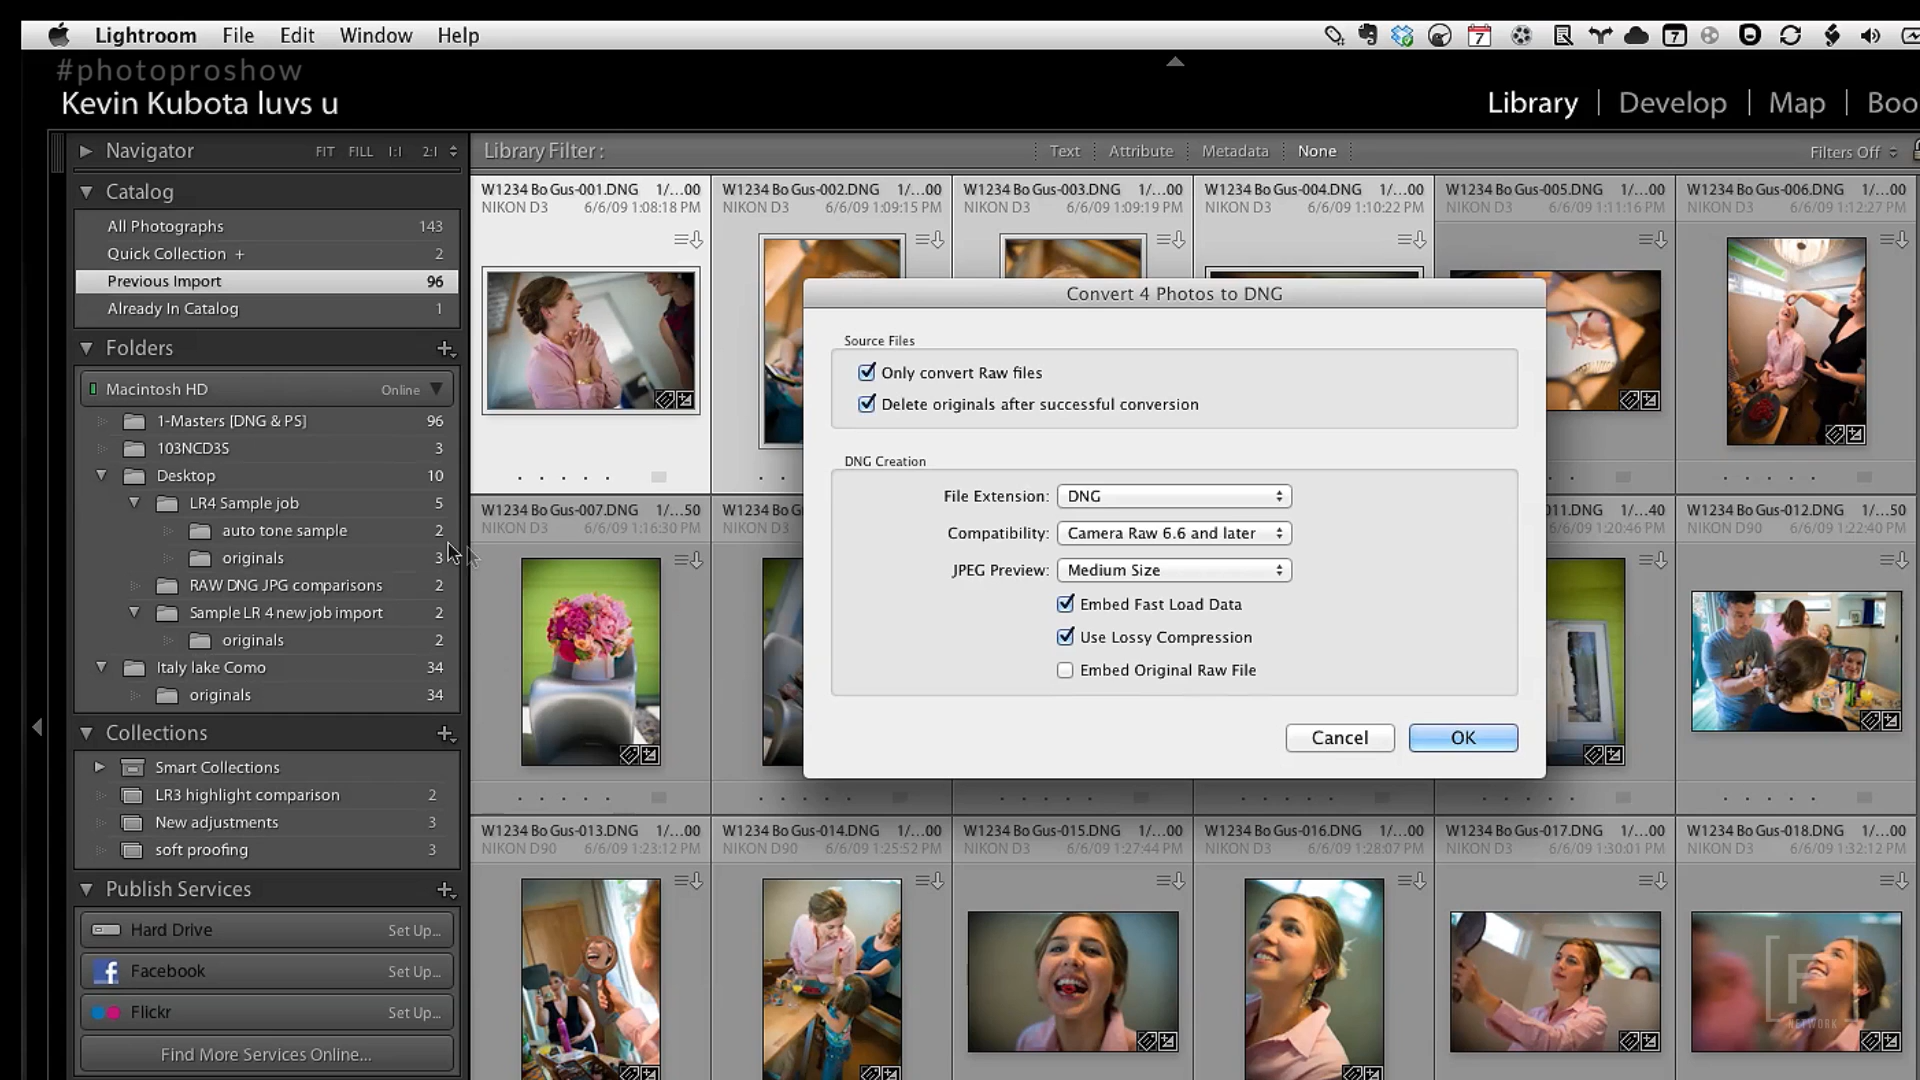 Lightroom File Edit Window Help 7 7
#photoproshow
Kevin Kubota luvs u
Library | Develop | Map | Boo
Navigator FIT FILL 1:1 2:1
Library Filter : Text Attribute Metadata None Filters Off
Catalog
All Photographs 143
Quick Collection + 2
Previous Import 96
Already In Catalog 1
Folders
Macintosh HD Online
1-Masters [DNG & PS] 96
103NCD3S 3
Desktop 10
LR4 Sample job 5
auto tone sample 2
originals 3
RAW DNG JPG comparisons 2
Sample LR 4 new job import 2
originals 2
Italy lake Como 34
originals 34
Collections
Smart Collections
LR3 highlight comparison 2
New adjustments 3
soft proofing 3
Publish Services
Hard Drive Set Up...
Facebook Set Up...
Flickr Set Up...
Find More Services Online...
W1234 Bo Gus-001.DNG 1/...00
NIKON D3 6/6/09 1:08:18 PM
W1234 Bo Gus-002.DNG 1/...00
NIKON D3 6/6/09 1:09:15 PM
W1234 Bo Gus-003.DNG 1/...00
NIKON D3 6/6/09 1:09:19 PM
W1234 Bo Gus-004.DNG 1/...00
NIKON D3 6/6/09 1:10:22 PM
W1234 Bo Gus-005.DNG 1/...00
NIKON D3 6/6/09 1:11:16 PM
W1234 Bo Gus-006.DNG 1/...00
NIKON D3 6/6/09 1:12:27 PM
Convert 4 Photos to DNG
Source Files
Only convert Raw files
Delete originals after successful conversion
DNG Creation
File Extension: DNG
Compatibility: Camera Raw 6.6 and later
JPEG Preview: Medium Size
Embed Fast Load Data
Use Lossy Compression
Embed Original Raw File
Cancel OK
W1234 Bo Gus-007.DNG 1/...50
NIKON D3 6/6/09 1:16:30 PM
W1234
NIKON D
011.DNG 1/...40
6/6/09 1:20:46 PM
W1234 Bo Gus-012.DNG 1/...50
NIKON D90 6/6/09 1:22:40 PM
W1234 Bo Gus-013.DNG 1/...00
NIKON D90 6/6/09 1:23:12 PM
W1234 Bo Gus-014.DNG 1/...00
NIKON D90 6/6/09 1:25:52 PM
W1234 Bo Gus-015.DNG 1/...00
NIKON D3 6/6/09 1:27:44 PM
W1234 Bo Gus-016.DNG 1/...00
NIKON D3 6/6/09 1:28:07 PM
W1234 Bo Gus-017.DNG 1/...00
NIKON D3 6/6/09 1:30:01 PM
W1234 Bo Gus-018.DNG 1/...00
NIKON D3 6/6/09 1:32:12 PM
[F]
NETWORK